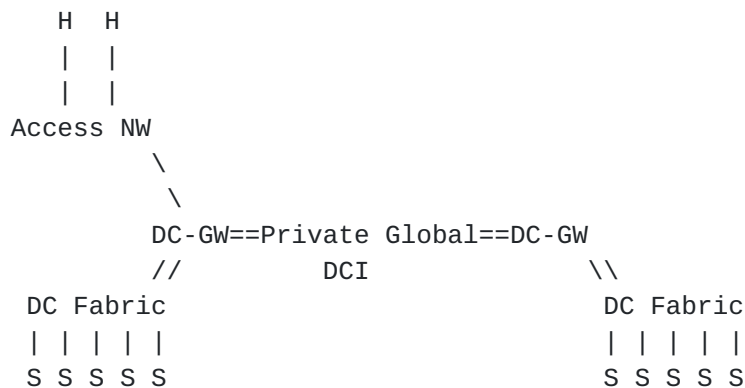 H  H
|  |
|  |
Access NW
\
\
DC-GW==Private Global==DC-GW
//         DCI              \\
DC Fabric                            DC Fabric
| | | | |                            | | | | |
S S S S S                            S S S S S